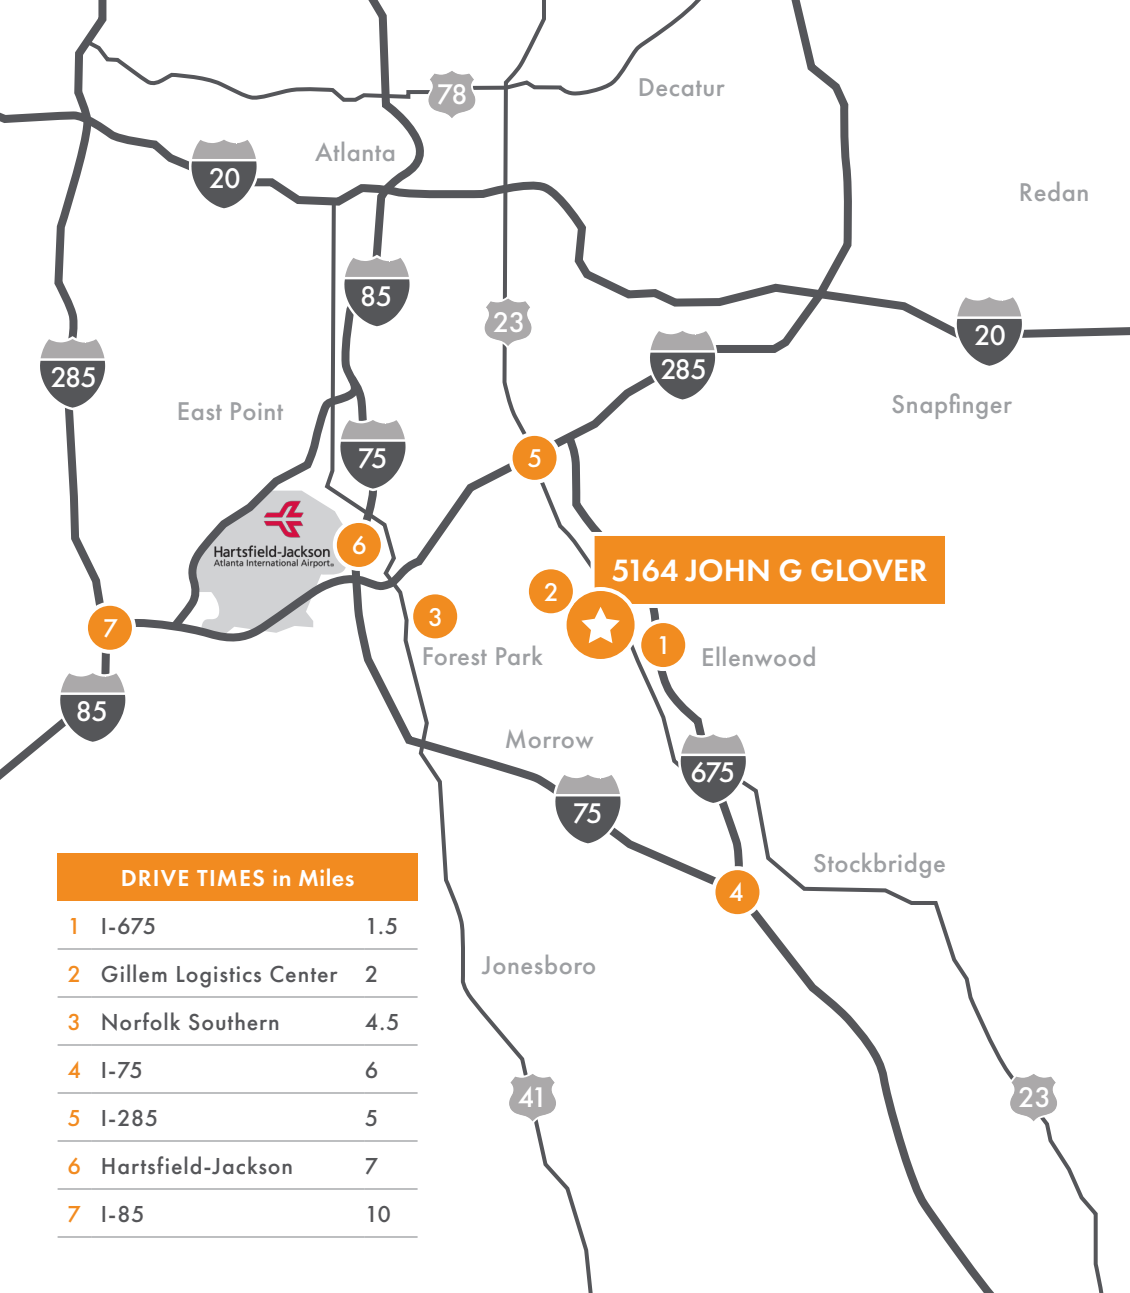 78
Decatur
Atlanta
20
Redan
85
23
20
285
285
Snapfinger
East Point
75
5
Hartsfield-Jackson
Atlanta International Airport®
6
5164 JOHN G GLOVER
2
3
7
1
Forest Park
Ellenwood
85
Morrow
675
75
Stockbridge
4
DRIVE TIMES in Miles
1 I-675 1.5
2 Gillem Logistics Center 2
3 Norfolk Southern 4.5
4 I-75 6
5 I-285 5
6 Hartsfield-Jackson 7
7 I-85 10
Jonesboro
41
23